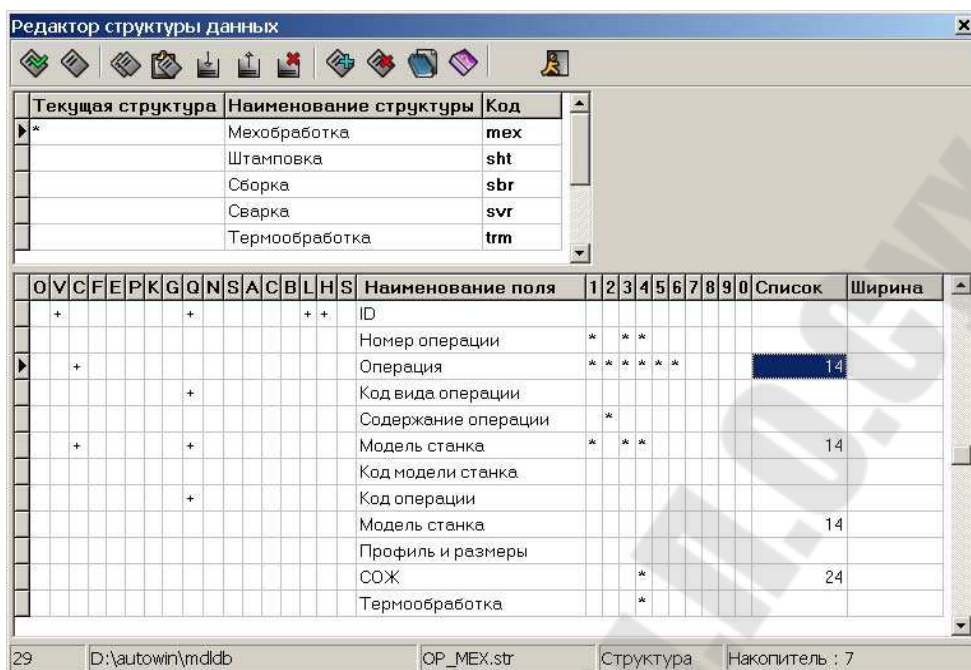 Редактор структуры данных
Текущая структура Наименование структуры Код
* Мехобработка mex
Штамповка sht
Сборка sbr
Сварка svr
Термообработка trm
O V C F E P K G Q N S A C B L H S Наименование поля 1 2 3 4 5 6 7 8 9 0 Список Ширина
+ + + + ID
Номер операции * * *
+ Операция * * * * * * 14
+ Код вида операции
Содержание операции *
+ + Модель станка * * * 14
Код модели станка
+ Код операции
Модель станка 14
Профиль и размеры
СОЖ * 24
Термообработка *
29 D:\autowin\mdldb OP_MEX.str Структура Накопитель : 7